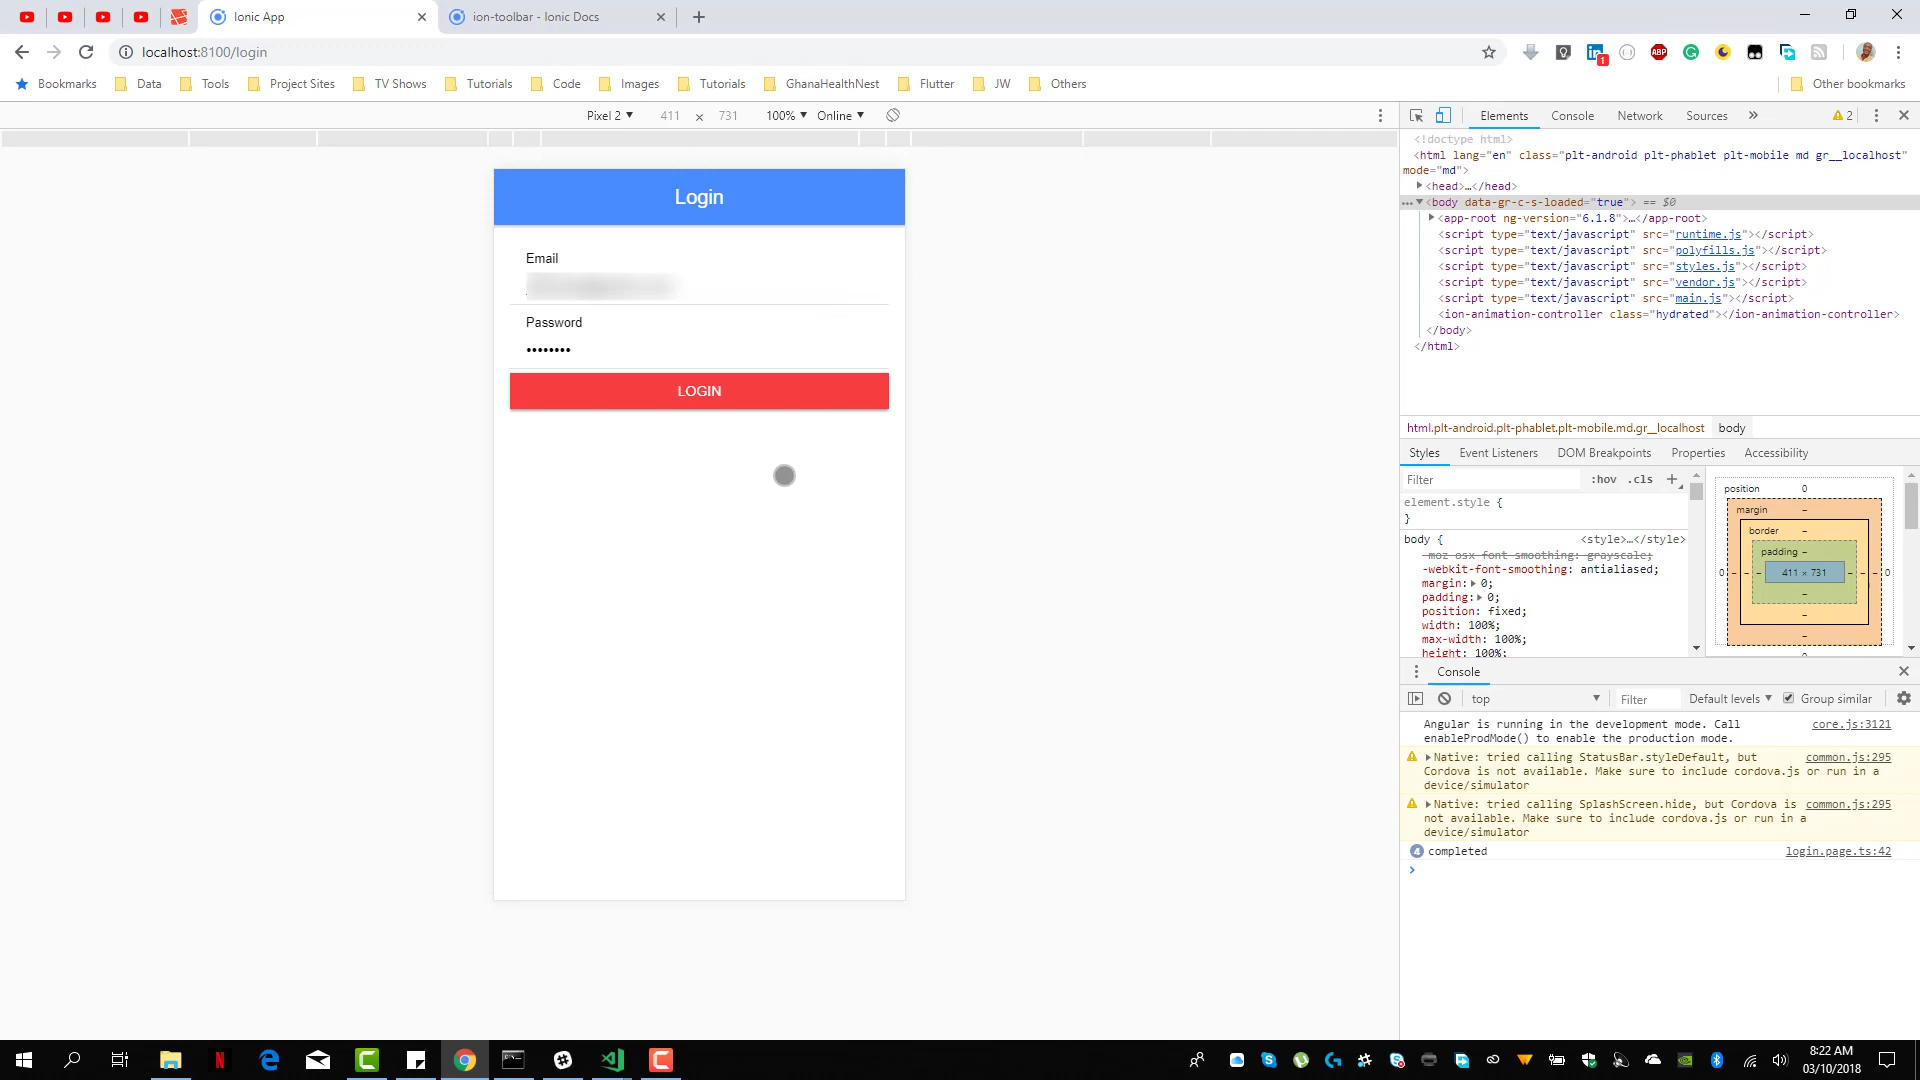 Ionic App
ion-toolbar - Ionic Docs
localhost:8100/login
1
ABP
Bookmarks
Data
Tools
Project Sites
TV Shows
Tutorials
Code
Images
Tutorials
GhanaHealthNest
Flutter
JW
Others
Other bookmarks
Pixel 2
411 × 731
100%
Online
Login
Email
Password
LOGIN
Elements
Console
Network
Sources
2
<!doctype html>
<html lang="en" class="plt-android plt-phablet plt-mobile md gr__localhost"
mode="md">
<head>…</head>
<body data-gr-c-s-loaded="true"> == $0
<app-root ng-version="6.1.8">…</app-root>
<script type="text/javascript" src="runtime.js"></script>
<script type="text/javascript" src="polyfills.js"></script>
<script type="text/javascript" src="styles.js"></script>
<script type="text/javascript" src="vendor.js"></script>
<script type="text/javascript" src="main.js"></script>
<ion-animation-controller class="hydrated"></ion-animation-controller>
</body>
</html>
html.plt-android.plt-phablet.plt-mobile.md.gr__localhost
body
Styles
Event Listeners
DOM Breakpoints
Properties
Accessibility
Filter
:hov .cls +
element.style {
}
body { <style>…</style>
-moz-osx-font-smoothing: grayscale;
-webkit-font-smoothing: antialiased;
margin: 0;
padding: 0;
position: fixed;
width: 100%;
max-width: 100%;
height: 100%;
position 0
margin –
border –
padding –
0 – – – 411 × 731 – – – 0
–
–
–
0
Console
top
Filter
Default levels
Group similar
Angular is running in the development mode. Call core.js:3121
enableProdMode() to enable the production mode.
Native: tried calling StatusBar.styleDefault, but common.js:295
Cordova is not available. Make sure to include cordova.js or run in a
device/simulator
Native: tried calling SplashScreen.hide, but Cordova is common.js:295
not available. Make sure to include cordova.js or run in a
device/simulator
4 completed login.page.ts:42
8:22 AM
03/10/2018